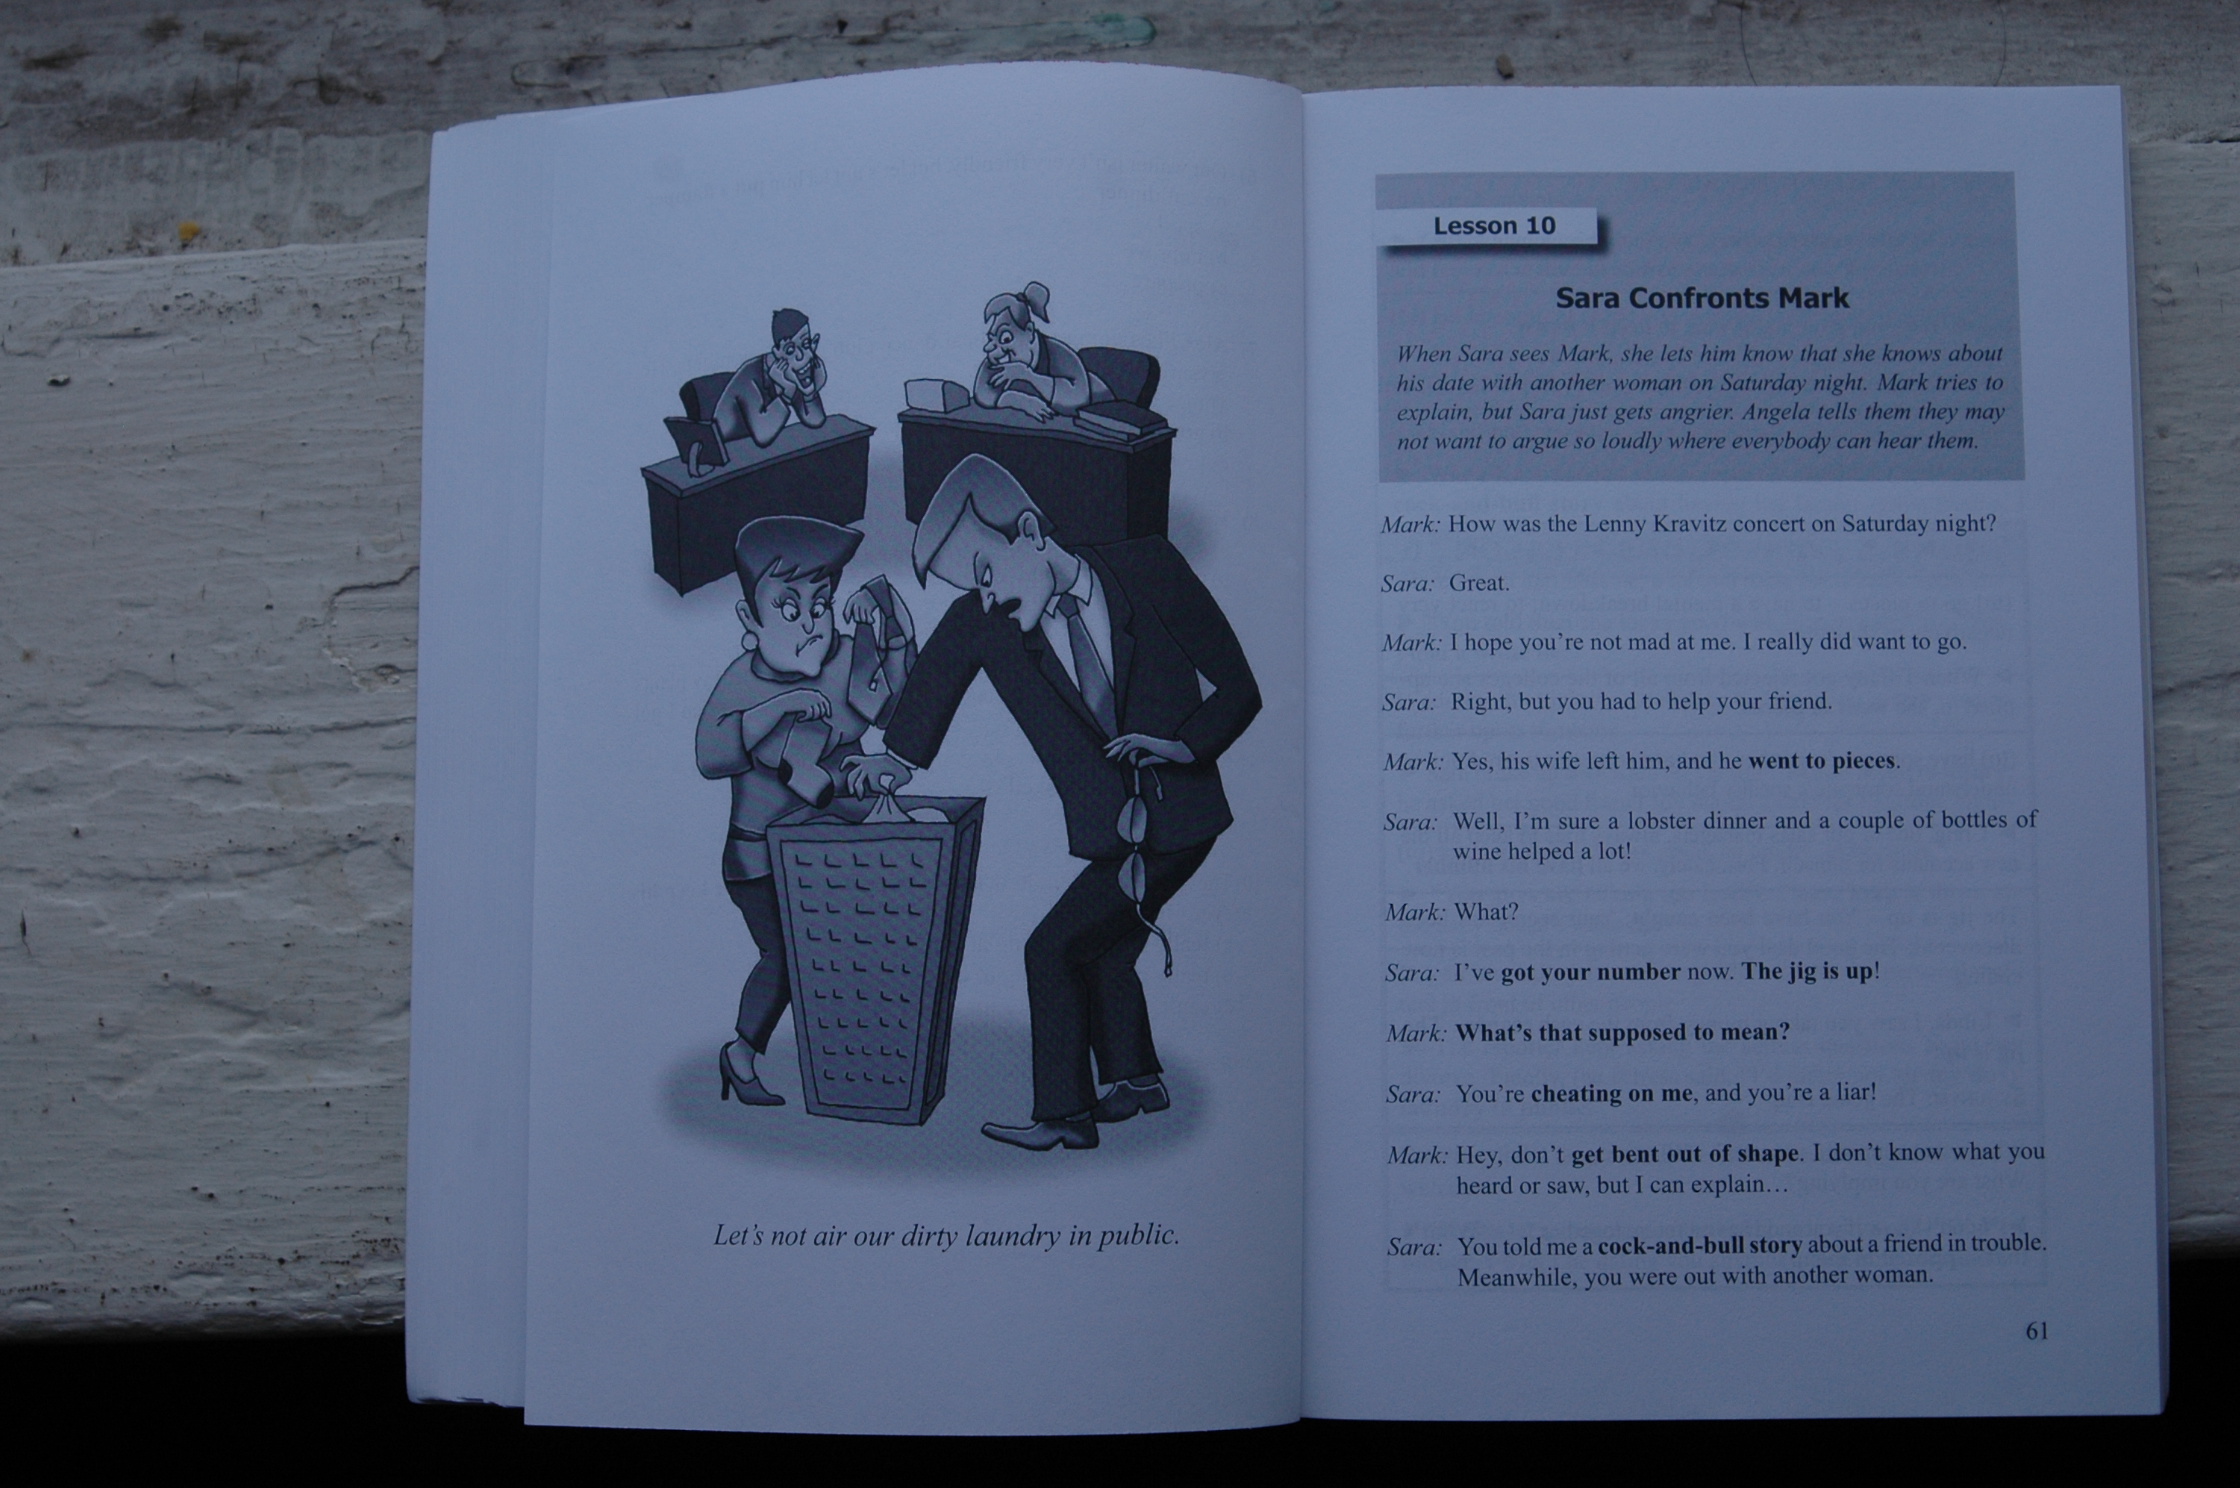 Let's not air our dirty laundry in public.
Lesson 10
Sara Confronts Mark
When Sara sees Mark, she lets him know that she knows about
his date with another woman on Saturday night. Mark tries to
explain, but Sara just gets angrier. Angela tells them they may
not want to argue so loudly where everybody can hear them.
Mark: How was the Lenny Kravitz concert on Saturday night?
Sara: Great.
Mark: I hope you're not mad at me. I really did want to go.
Sara: Right, but you had to help your friend.
Mark: Yes, his wife left him, and he went to pieces.
Sara: Well, I'm sure a lobster dinner and a couple of bottles of
wine helped a lot!
Mark: What?
Sara: I've got your number now. The jig is up!
Mark: What's that supposed to mean?
Sara: You're cheating on me, and you're a liar!
Mark: Hey, don't get bent out of shape. I don't know what you
heard or saw, but I can explain…
Sara: You told me a cock-and-bull story about a friend in trouble.
Meanwhile, you were out with another woman.
61